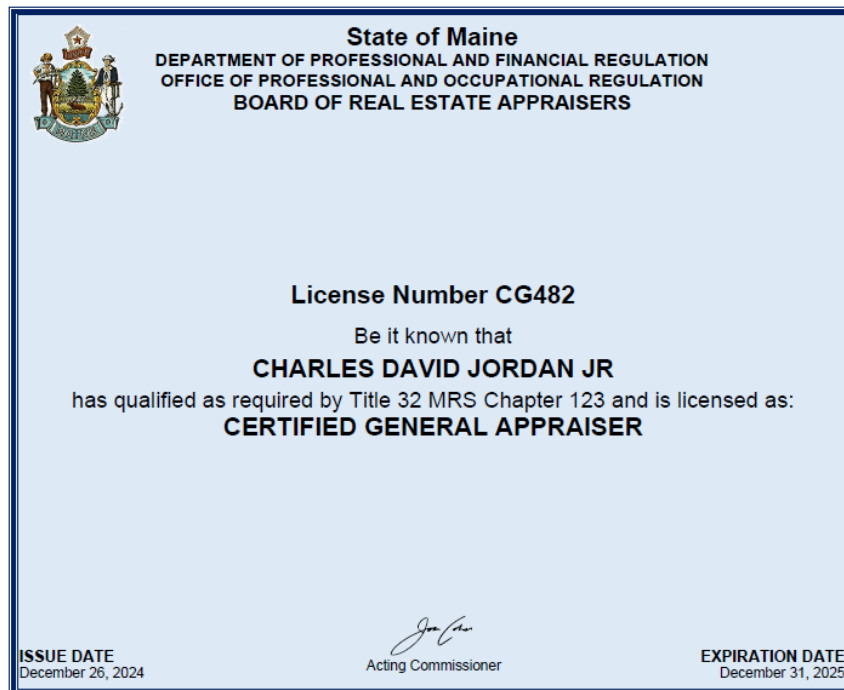 State of Maine
DEPARTMENT OF PROFESSIONAL AND FINANCIAL REGULATION
OFFICE OF PROFESSIONAL AND OCCUPATIONAL REGULATION
BOARD OF REAL ESTATE APPRAISERS
License Number CG482
Be it known that
CHARLES DAVID JORDAN JR
has qualified as required by Title 32 MRS Chapter 123 and is licensed as:
CERTIFIED GENERAL APPRAISER
ISSUE DATE
December 26, 2024
Acting Commissioner
EXPIRATION DATE
December 31, 2025